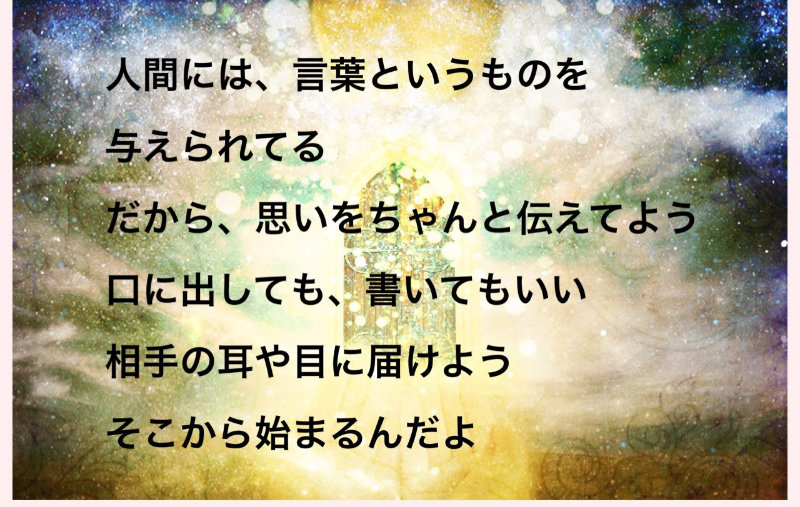 人間には、言葉というものを
与えられてる
だから、思いをちゃんと伝えてよう
口に出しても、書いてもいい
相手の耳や目に届けよう
そこから始まるんだよ